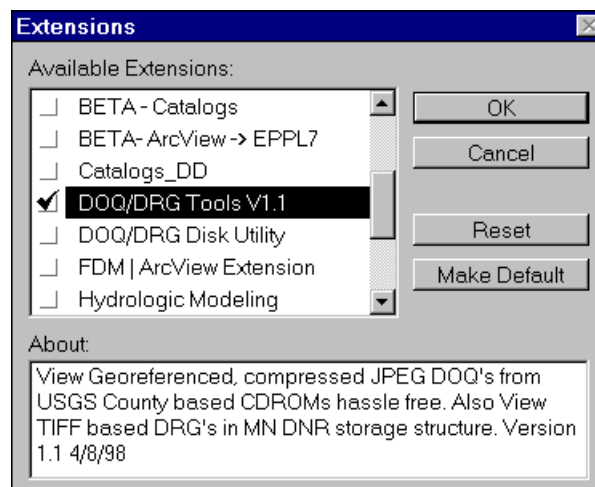 Extensions
Available Extensions:
BETA - Catalogs
BETA- ArcView -> EPPL7
Catalogs_DD
DOQ/DRG Tools V1.1
DOQ/DRG Disk Utility
FDM | ArcView Extension
Hydrologic Modeling
OK
Cancel
Reset
Make Default
About:
View Georeferenced, compressed JPEG DOQ's from
USGS County based CDROMs hassle free. Also View
TIFF based DRG's in MN DNR storage structure. Version
1.1 4/8/98